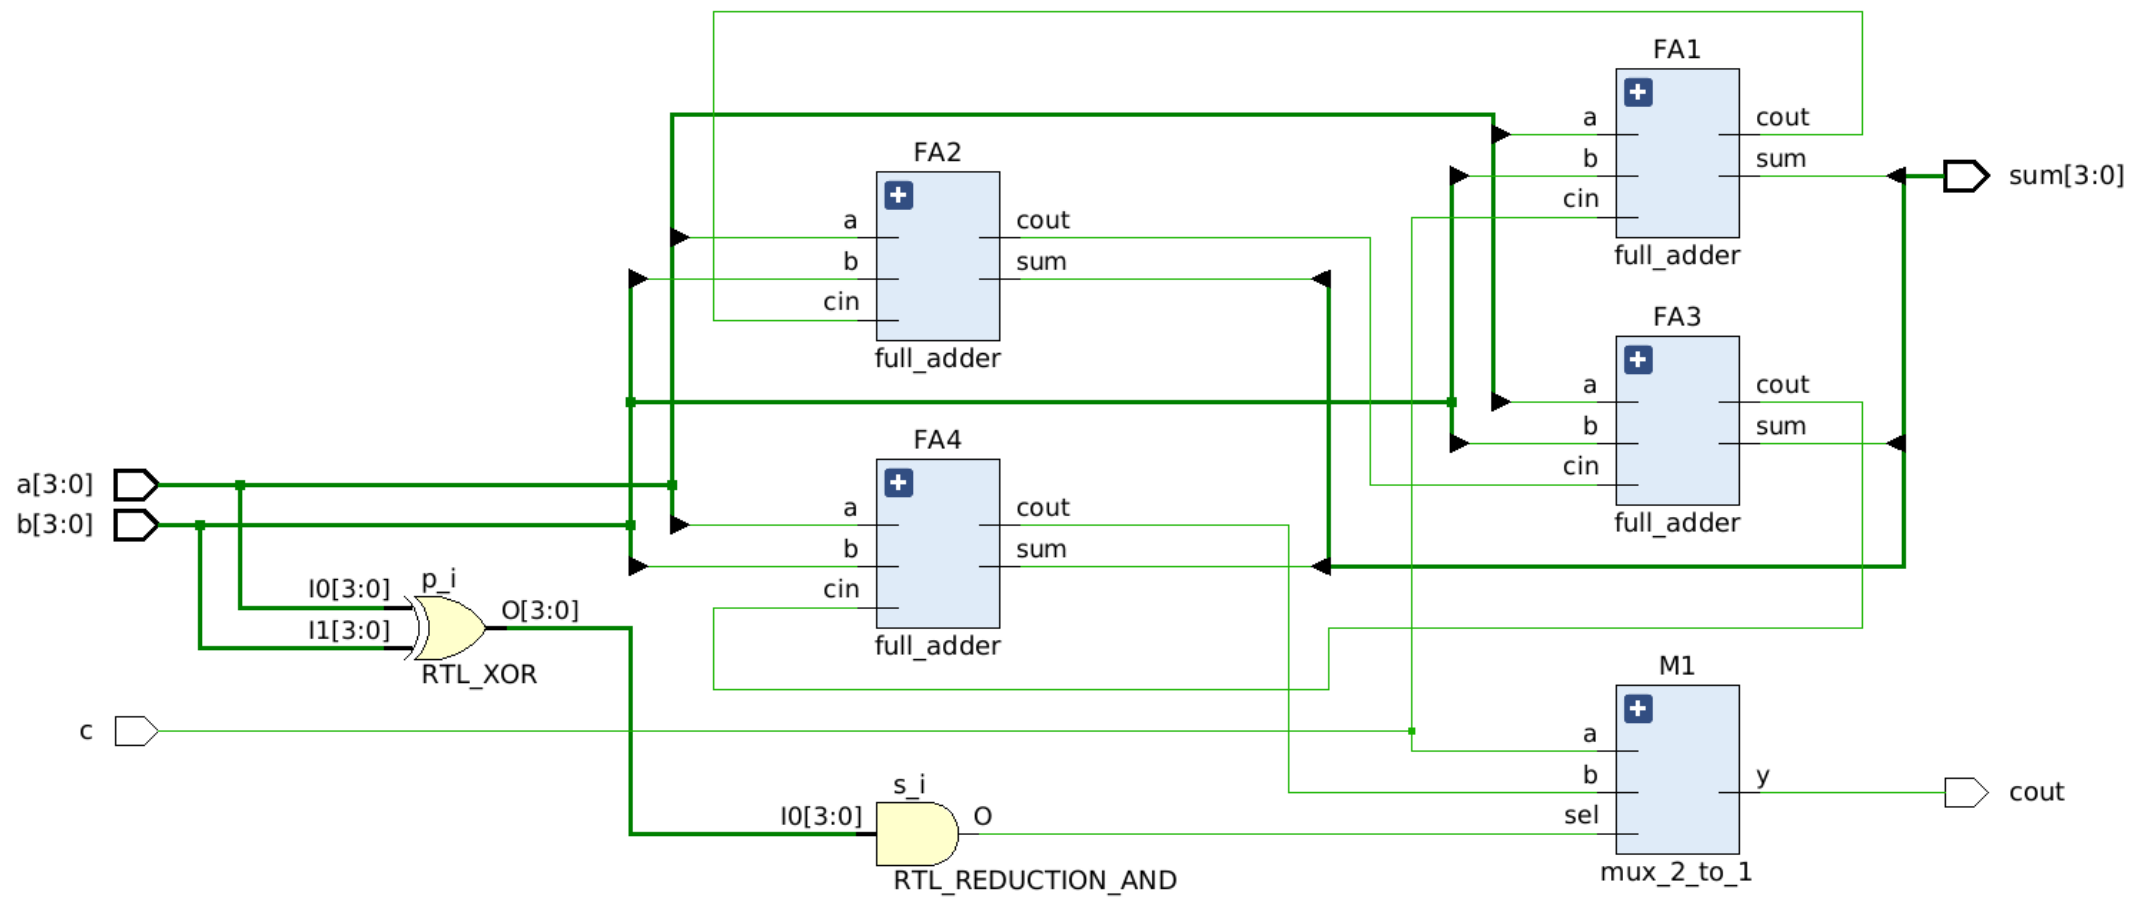 FA1
a
b
cin
cout
sum
full_adder
sum[3:0]
FA2
a
b
cin
cout
sum
full_adder
FA3
a
b
cin
cout
sum
full_adder
FA4
a
b
cin
cout
sum
full_adder
a[3:0]
b[3:0]
p_i
I0[3:0]
I1[3:0]
O[3:0]
RTL_XOR
c
s_i
I0[3:0]
O
RTL_REDUCTION_AND
M1
a
b
sel
y
mux_2_to_1
cout